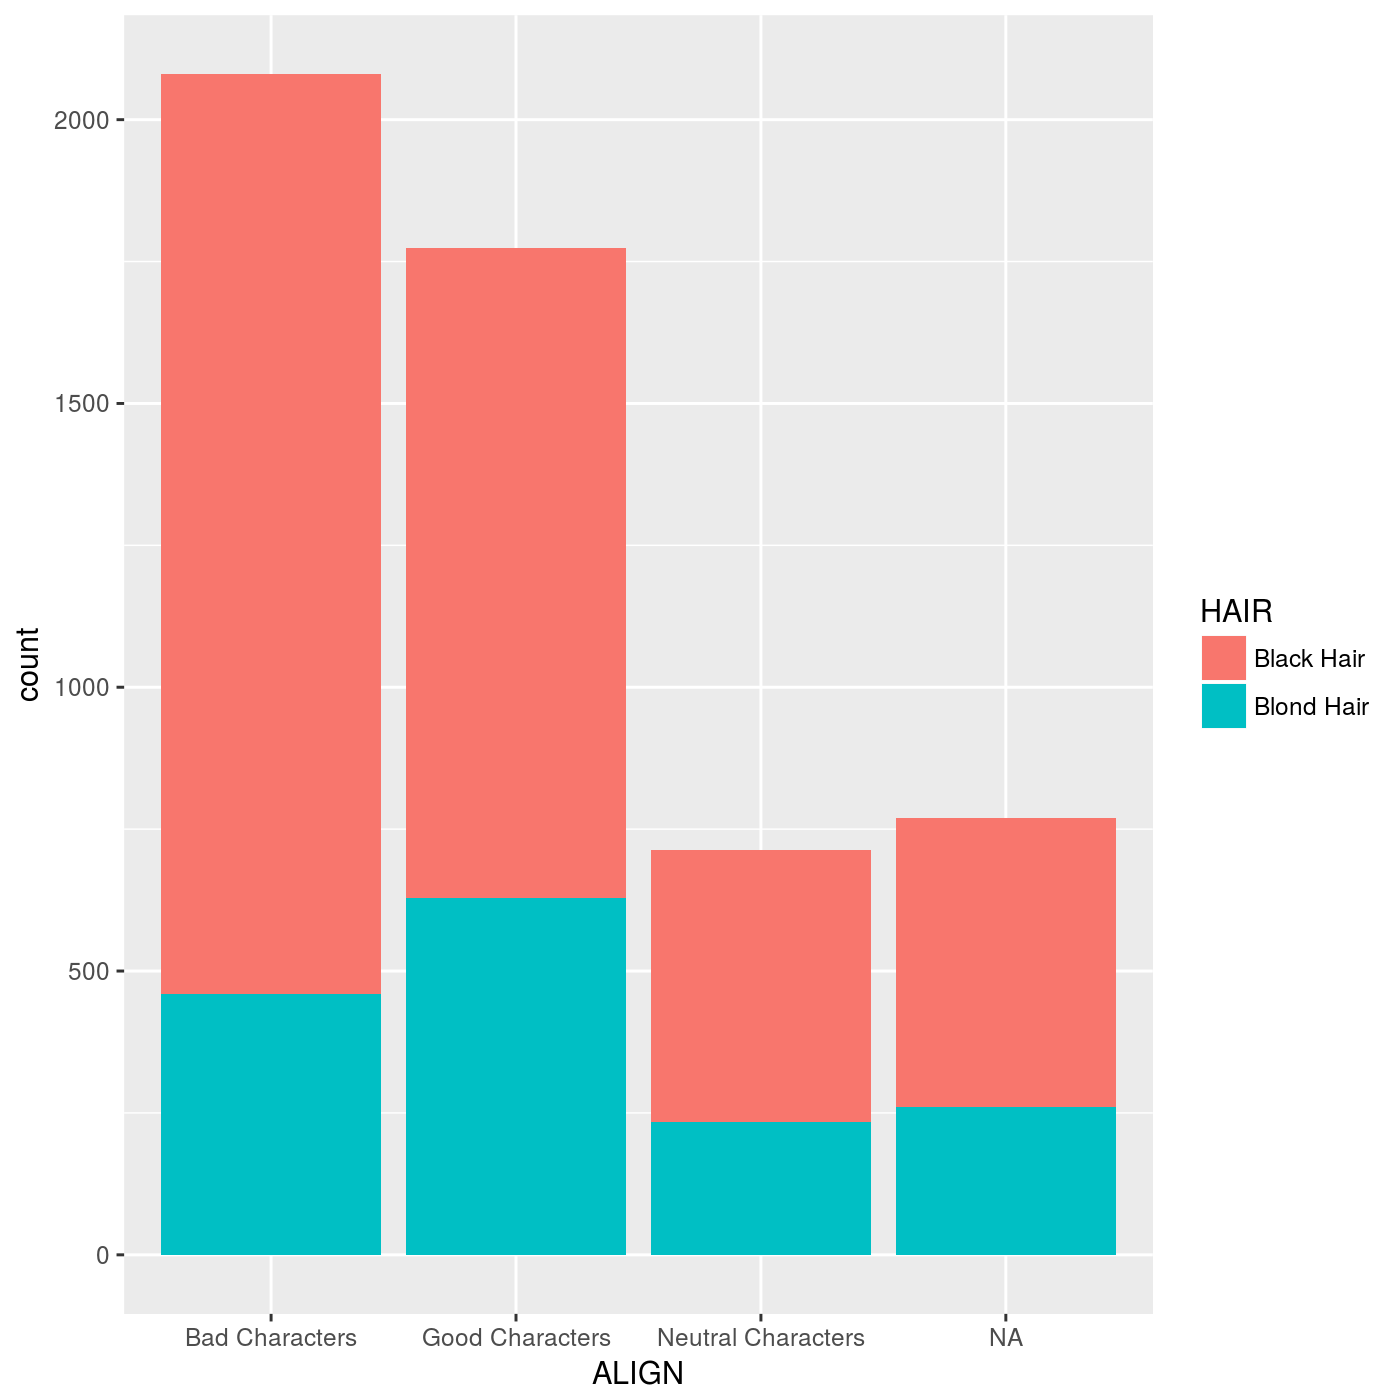 2000
1500
1000
500
0
count
Bad Characters
Good Characters
Neutral Characters
NA
ALIGN
HAIR
Black Hair
Blond Hair